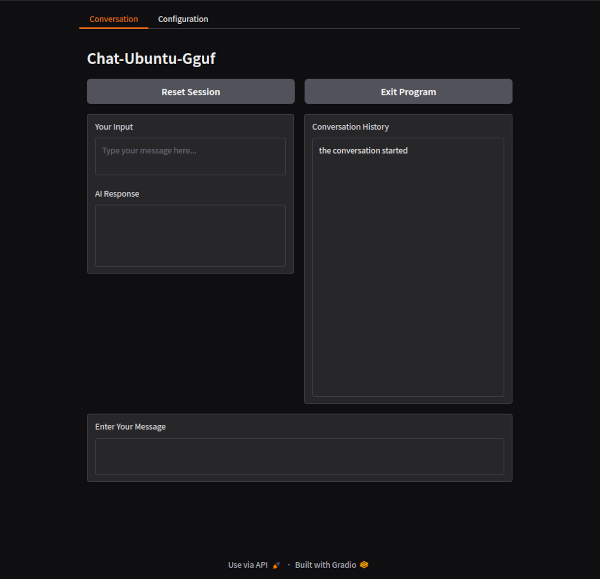 Conversation Configuration
Chat-Ubuntu-Gguf
Reset Session Exit Program
Your Input
Type your message here...
AI Response
Conversation History
the conversation started
Enter Your Message
Use via API · Built with Gradio